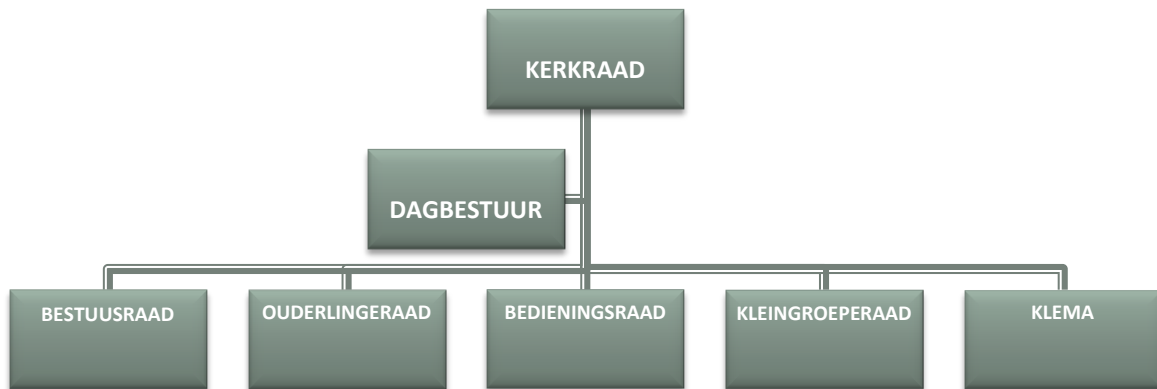 KERKRAAD
DAGBESTUUR
BESTUUSRAAD
OUDERLINGERAAD
BEDIENINGSRAAD
KLEINGROEPERAAD
KLEMA